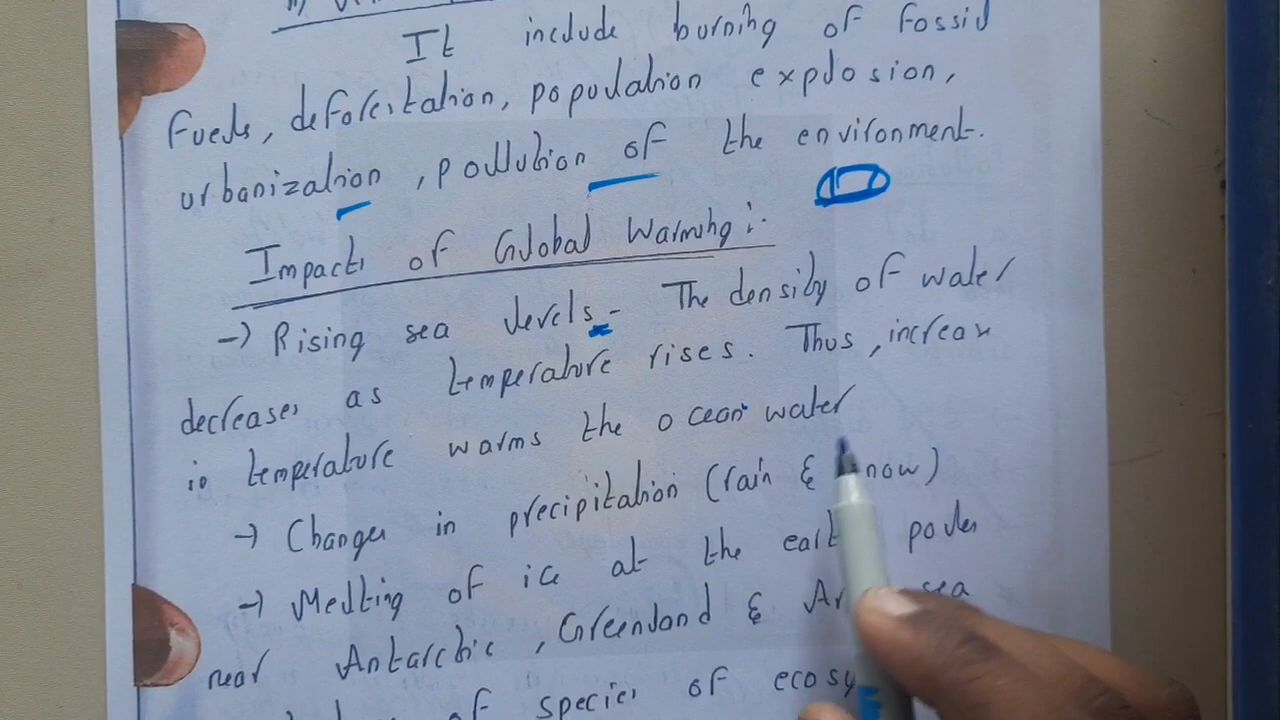 It include burning of Fossil
Fuels, deforestation, population explosion,
urbanization, pollution of the environment.
Impacts of Global Warming:-
→ Rising sea levels - The density of water
decreases as temperature rises. Thus, increase
in temperature warms the ocean water
→ Changes in precipitation (rain & snow)
→ Melting of ice at the earth poles
near Antarctic, Greenland & sea
of species of